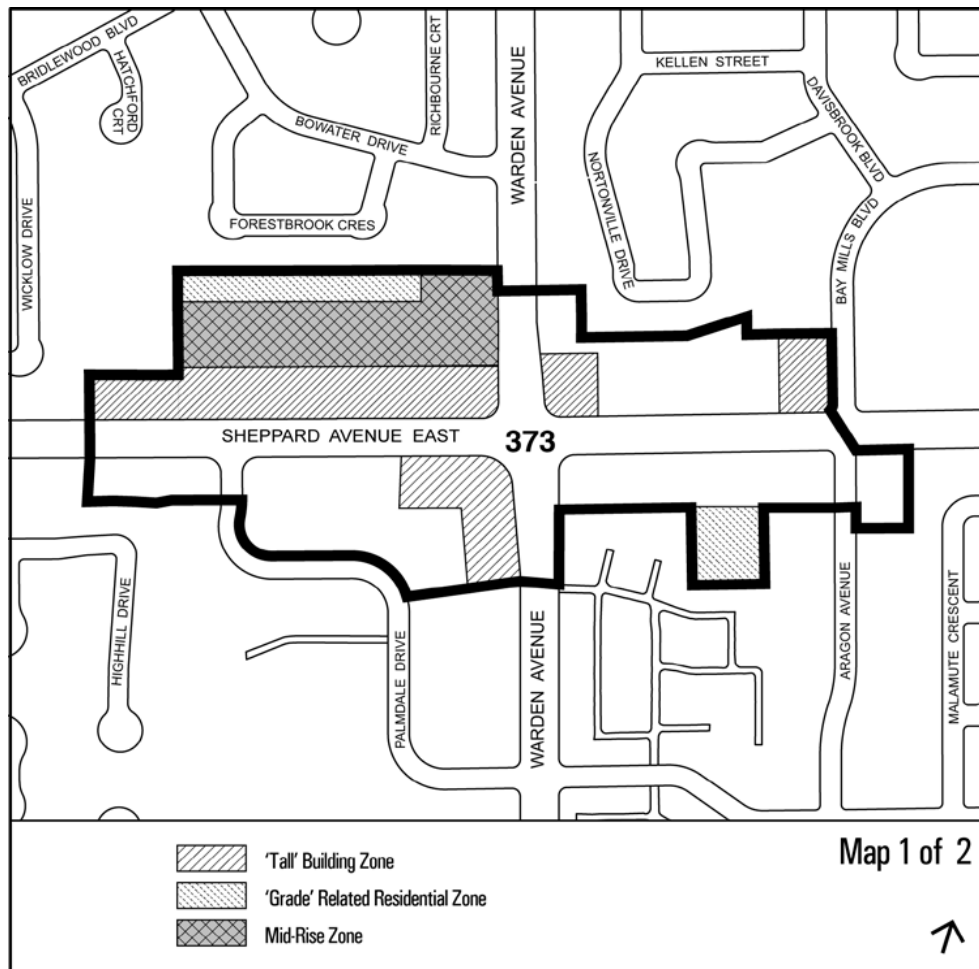 BRIDLEWOOD BLVD
HATCHFORD
CRT
RICHBOURNE CRT
WARDEN AVENUE
KELLEN STREET
DAVISBROOK BLVD
BOWATER DRIVE
NORTONVILLE DRIVE
FORESTBROOK CRES
WICKLOW DRIVE
BAY MILLS BLVD
SHEPPARD AVENUE EAST
373
HIGHHILL DRIVE
PALMDALE DRIVE
WARDEN AVENUE
ARAGON AVENUE
MALAMUTE CRESCENT
'Tall' Building Zone
'Grade' Related Residential Zone
Mid-Rise Zone
Map 1 of 2